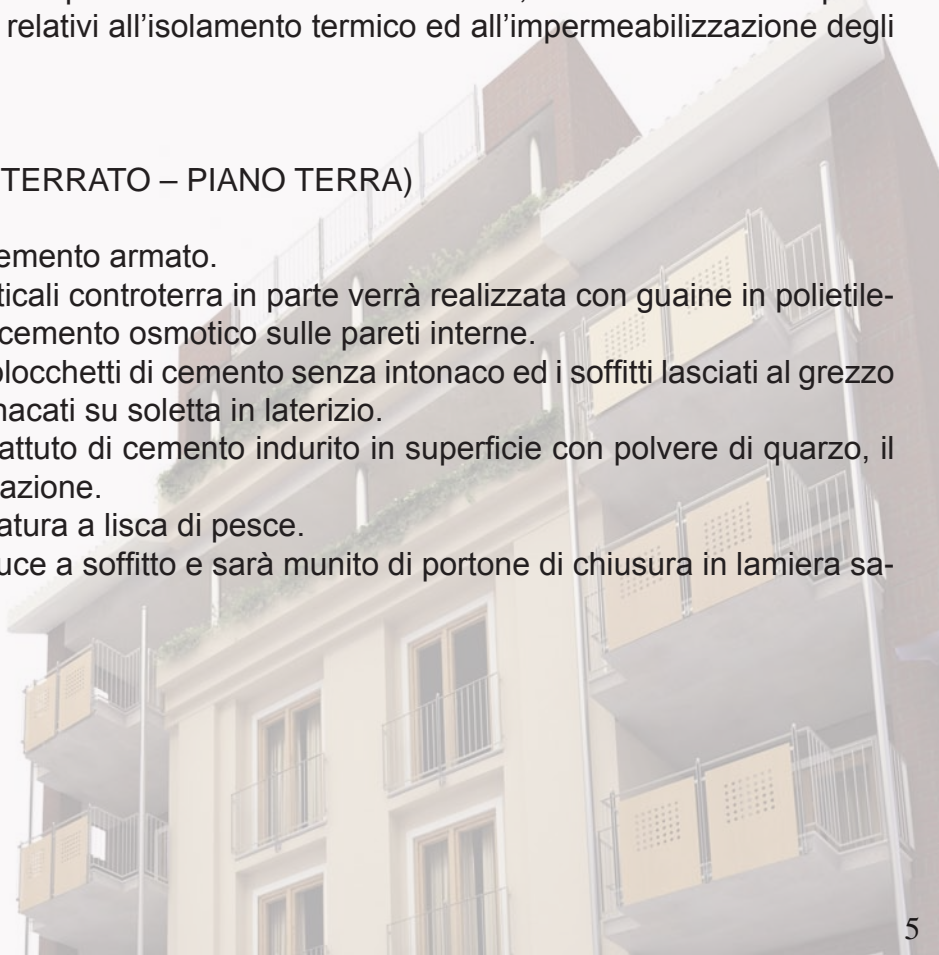 relativi all’isolamento termico ed all’impermeabilizzazione degli
TERRATO – PIANO TERRA)
emento armato.
ticali controterra in parte verrà realizzata con guaine in polietile-
cemento osmotico sulle pareti interne.
blocchetti di cemento senza intonaco ed i soffitti lasciati al grezzo
nacati su soletta in laterizio.
attuto di cemento indurito in superficie con polvere di quarzo, il
azione.
atura a lisca di pesce.
uce a soffitto e sarà munito di portone di chiusura in lamiera sa-
5